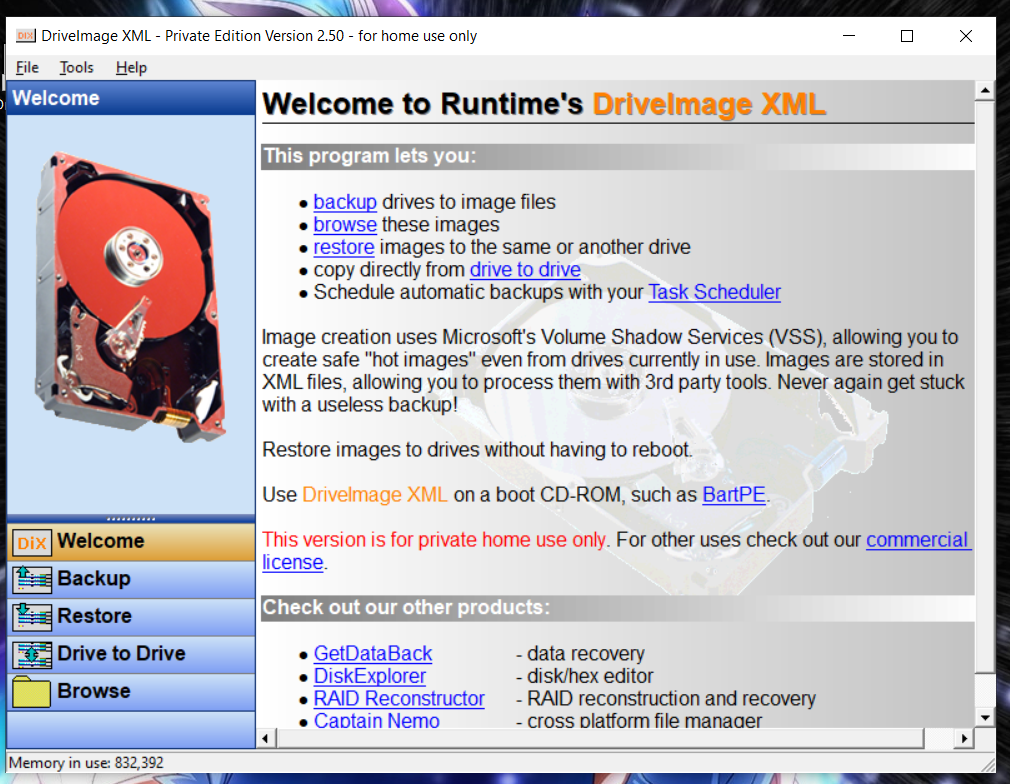 DriveImage XML - Private Edition Version 2.50 - for home use only
File Tools Help
Welcome
Welcome to Runtime's DriveImage XML
This program lets you:
● backup drives to image files
● browse these images
● restore images to the same or another drive
● copy directly from drive to drive
● Schedule automatic backups with your Task Scheduler
Image creation uses Microsoft's Volume Shadow Services (VSS), allowing you to
create safe "hot images" even from drives currently in use. Images are stored in
XML files, allowing you to process them with 3rd party tools. Never again get stuck
with a useless backup!
Restore images to drives without having to reboot.
Use DriveImage XML on a boot CD-ROM, such as BartPE.
This version is for private home use only. For other uses check out our commercial
license.
Check out our other products:
● GetDataBack - data recovery
● DiskExplorer - disk/hex editor
● RAID Reconstructor - RAID reconstruction and recovery
● Captain Nemo - cross platform file manager
DiX Welcome
Backup
Restore
Drive to Drive
Browse
Memory in use: 832,392